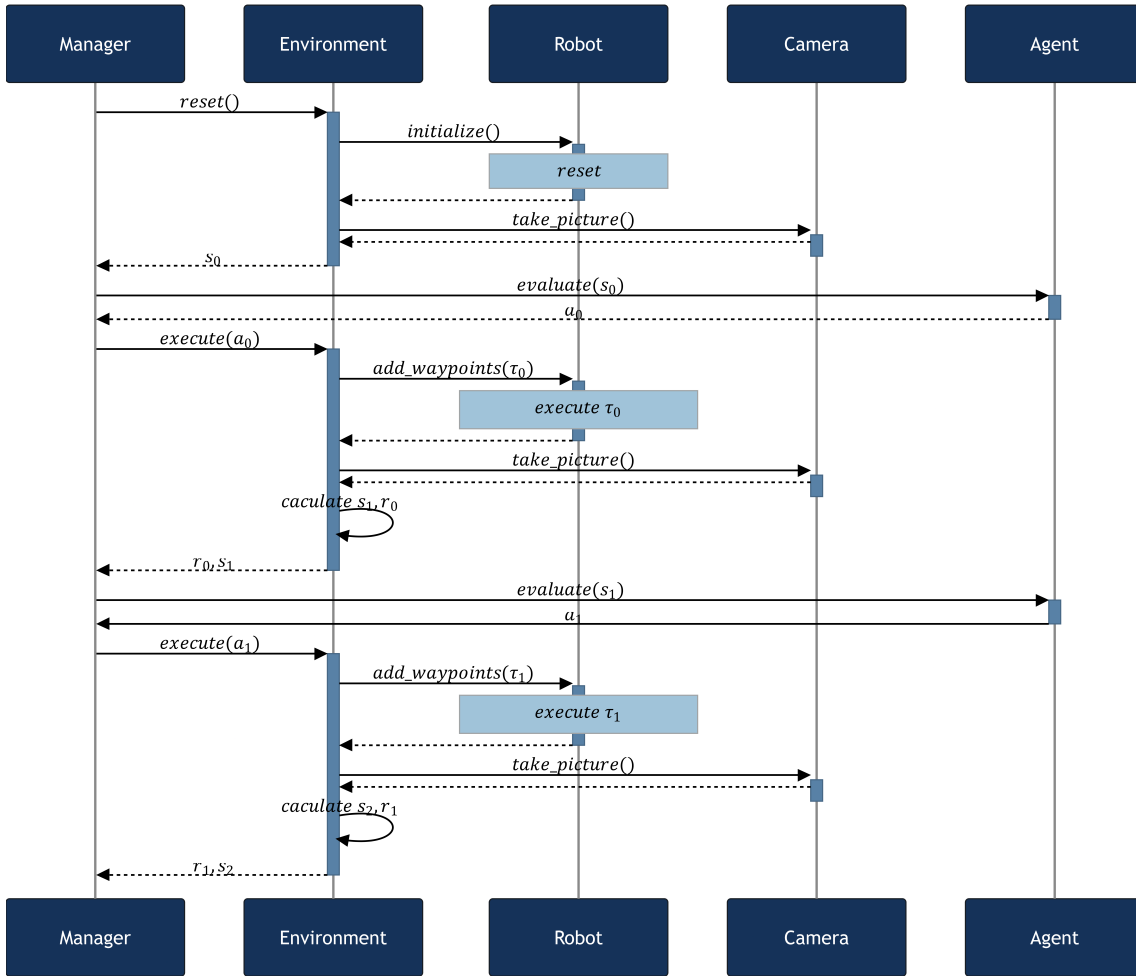 Manager Environment Robot Camera Agent
reset()
initialize()
reset
take_picture()
s₀
evaluate(s₀)
a₀
execute(a₀)
add_waypoints(τ₀)
execute τ₀
take_picture()
caculate s₁,r₀
r₀,s₁
evaluate(s₁)
a₁
execute(a₁)
add_waypoints(τ₁)
execute τ₁
take_picture()
caculate s₂,r₁
r₁,s₂
Manager Environment Robot Camera Agent